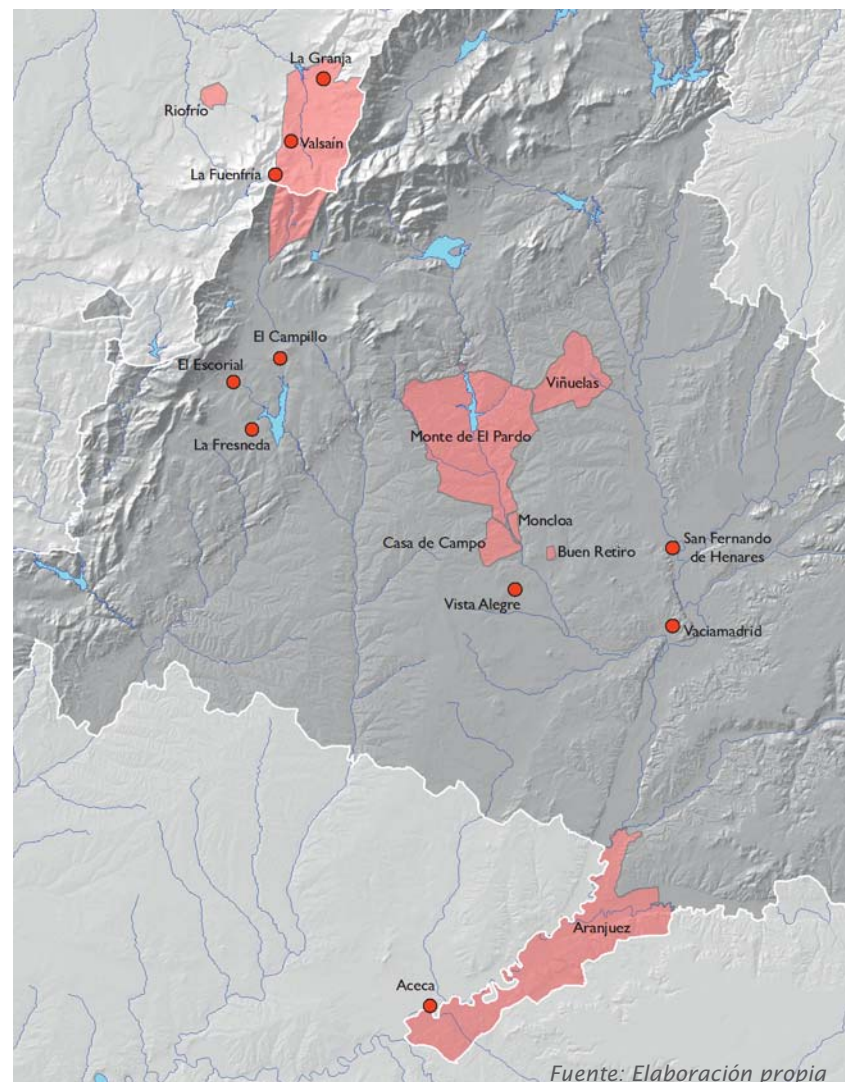 La Granja
Riofrío
Valsaín
La Fuenfría
El Campillo
El Escorial
Viñuelas
La Fresneda
Monte de El Pardo
Moncloa
Casa de Campo
San Fernando
de Henares
Buen Retiro
Vista Alegre
Vaciamadrid
Aranjuez
Aceca
Fuente: Elaboración propia